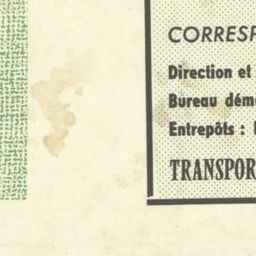 CORRESP
Direction et
Bureau démé
Entrepôts :
TRANSPOR